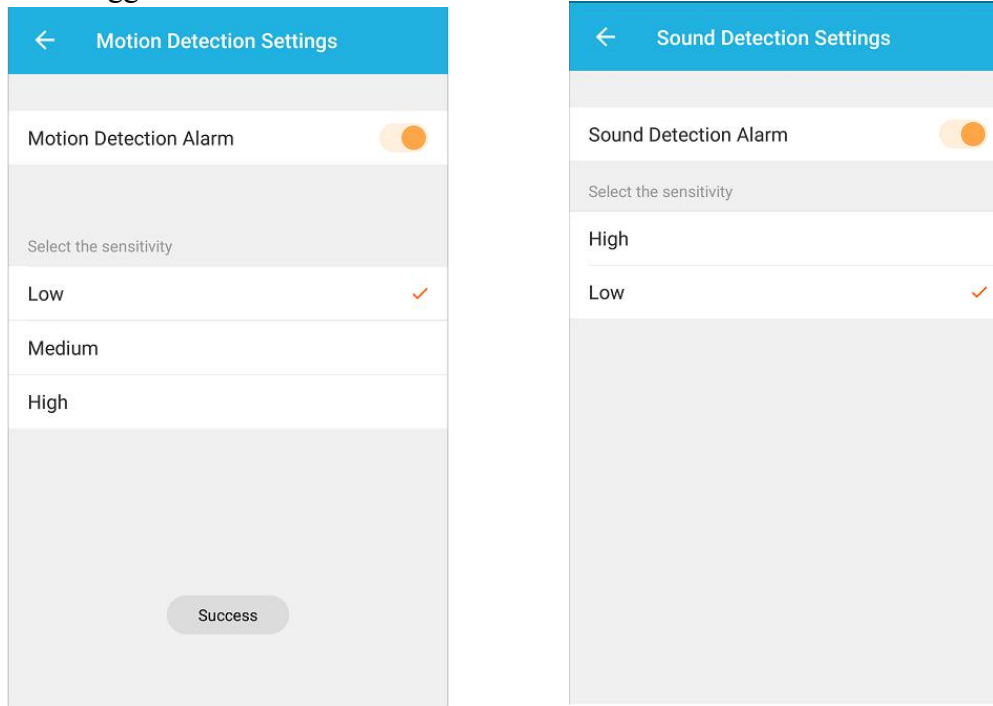 Motion Detection Settings
Motion Detection Alarm
Select the sensitivity
Low
Medium
High
Success
Sound Detection Settings
Sound Detection Alarm
Select the sensitivity
High
Low